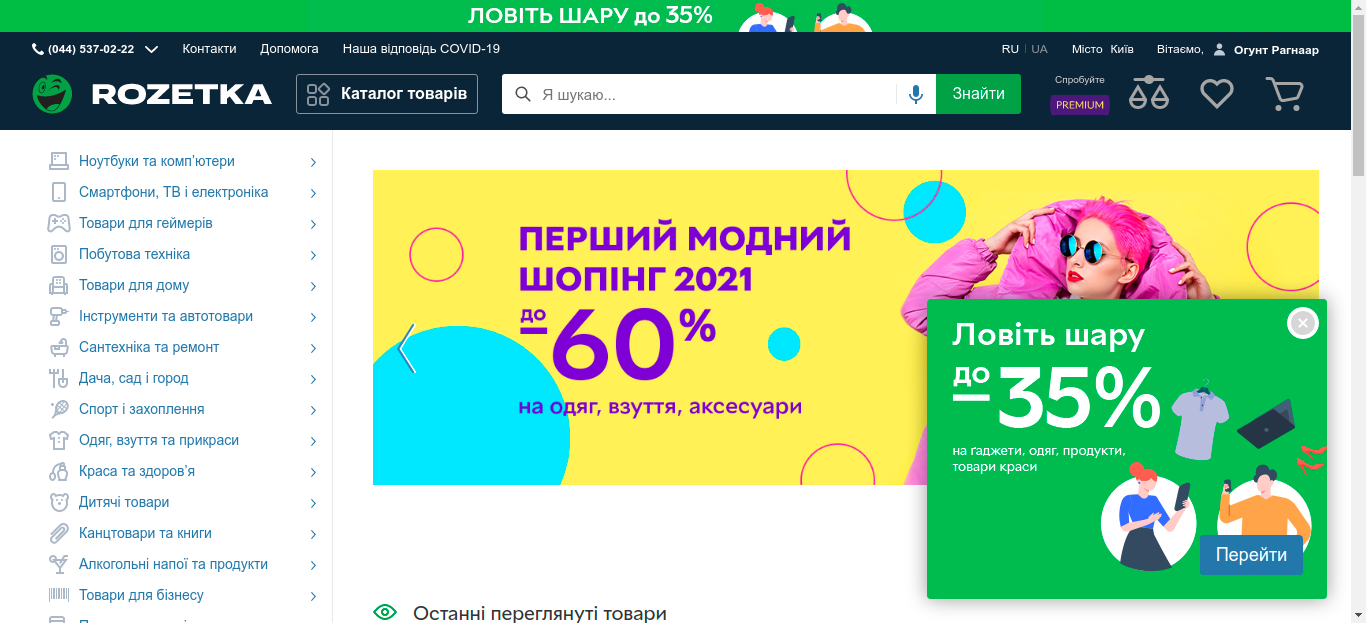 ЛОВІТЬ ШАРУ до 35%
(044) 537-02-22 Контакти Допомога Наша відповідь COVID-19 RU | UA Місто Київ Вітаємо, Огунт Рагнаар
ROZETKA Каталог товарів Я шукаю... Знайти Спробуйте
PREMIUM
Ноутбуки та комп'ютери
Смартфони, ТВ і електроніка
Товари для геймерів
Побутова техніка
Товари для дому
Інструменти та автотовари
Сантехніка та ремонт
Дача, сад і город
Спорт і захоплення
Одяг, взуття та прикраси
Краса та здоров'я
Дитячі товари
Канцтовари та книги
Алкогольні напої та продукти
Товари для бізнесу
ПЕРШИЙ МОДНИЙ
ШОПІНГ 2021
до
–60%
на одяг, взуття, аксесуари
Ловіть шару
до
–35%
на ґаджети, одяг, продукти,
товари краси
Перейти
Останні переглянуті товари